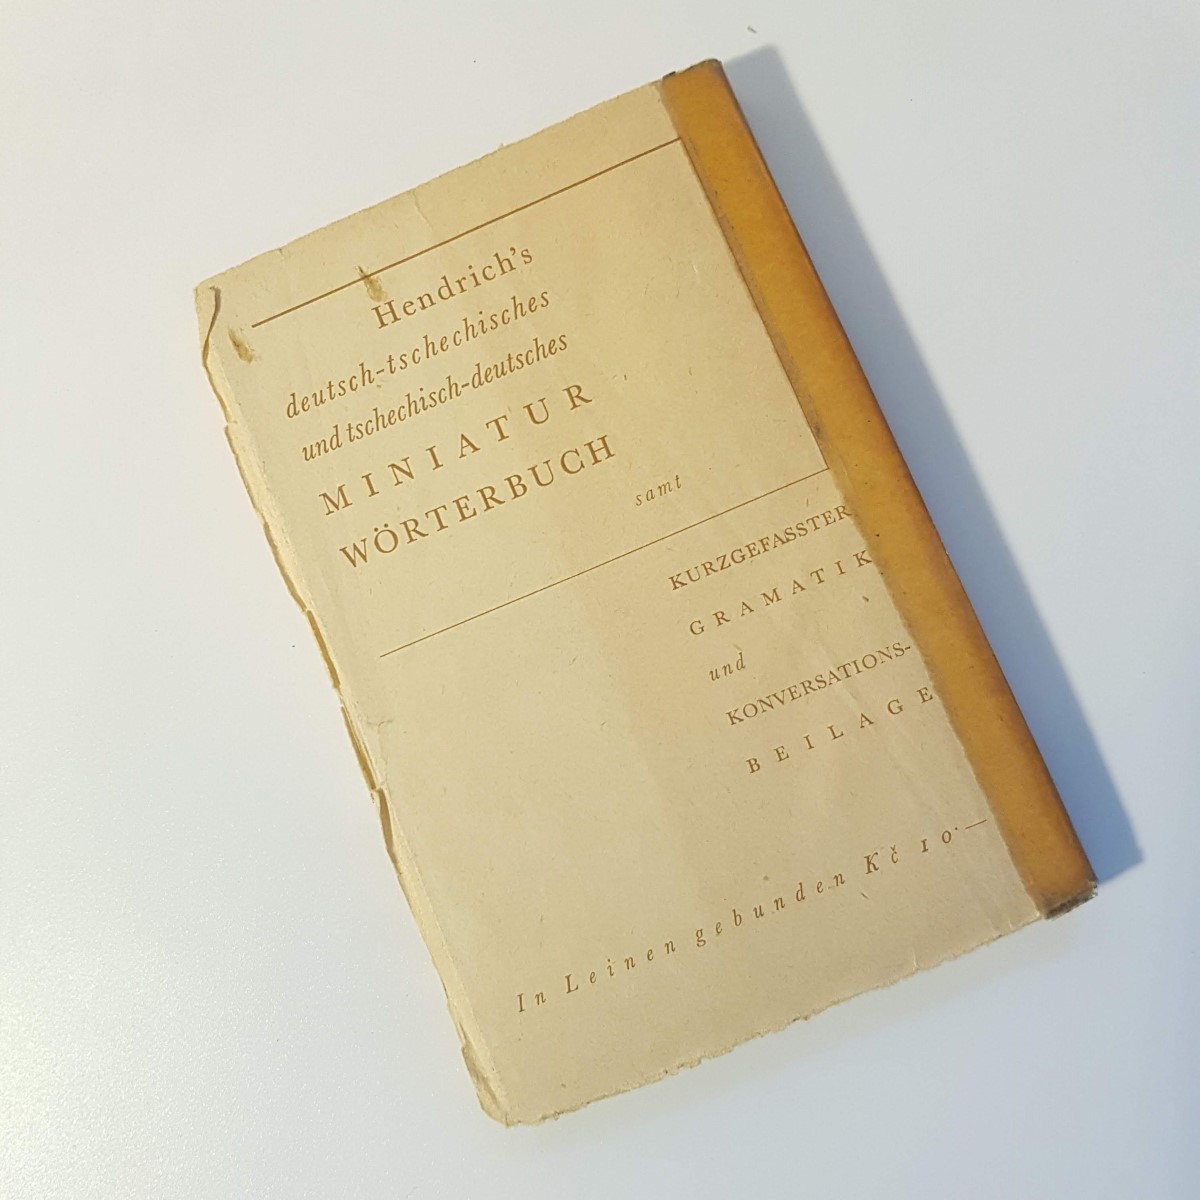 Hendrich's
deutsch-tschechisches
und tschechisch-deutsches
MINIATUR
WÖRTERBUCH
samt
KURZGEFASSTER
GRAMATIK
und
KONVERSATIONS-
BEILAGE
In Leinen gebunden Kč 10·—